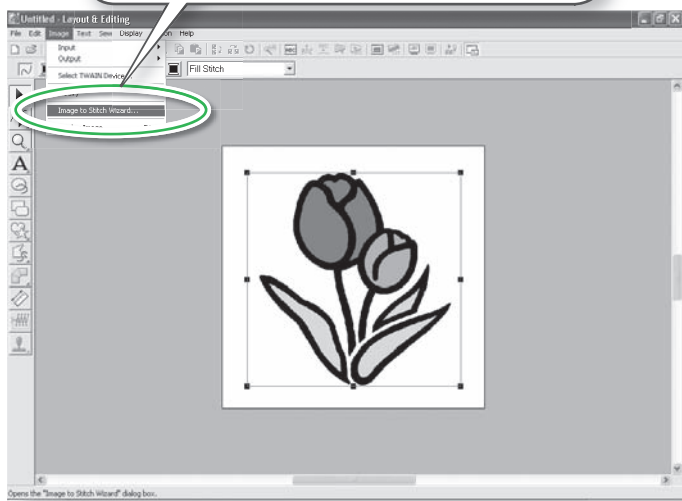 Untitled - Layout & Editing
File Edit Image Text Sew Display Help
Input
Output
Select TWAIN Device
Fill Stitch
Image to Stitch Wizard...
A
Opens the "Image to Stitch Wizard" dialog box.